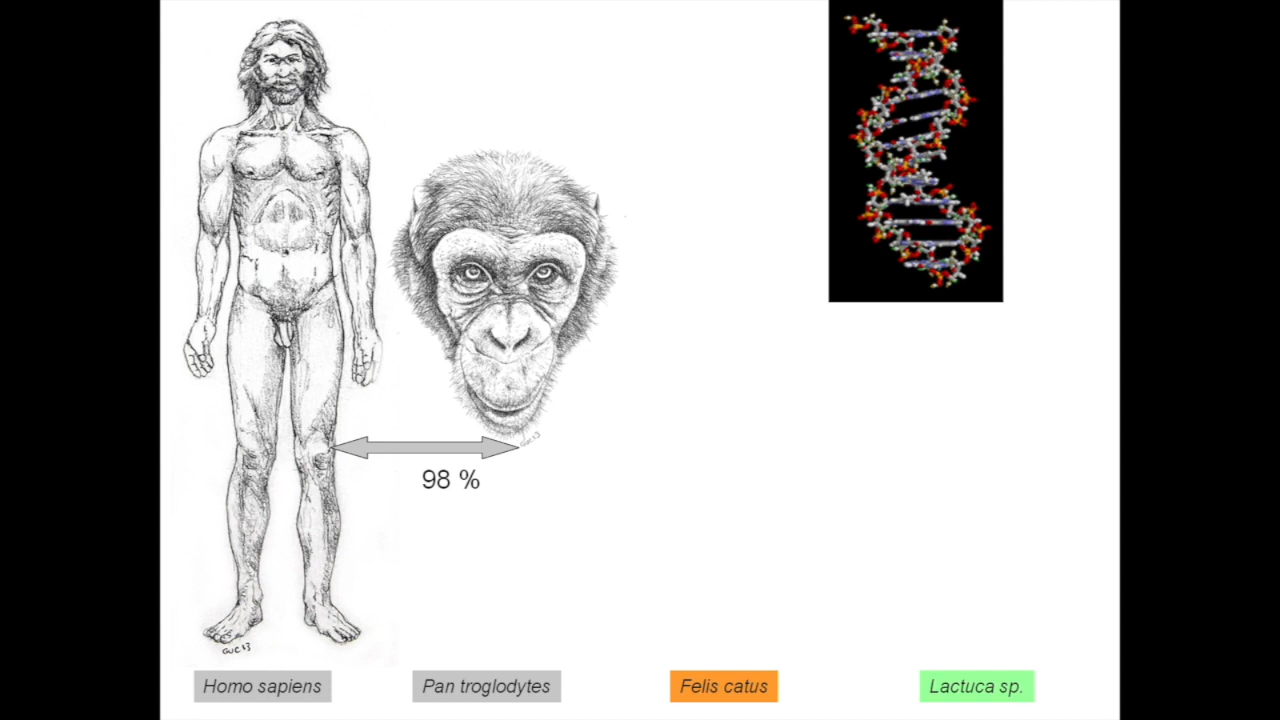 98 %
Homo sapiens
Pan troglodytes
Felis catus
Lactuca sp.